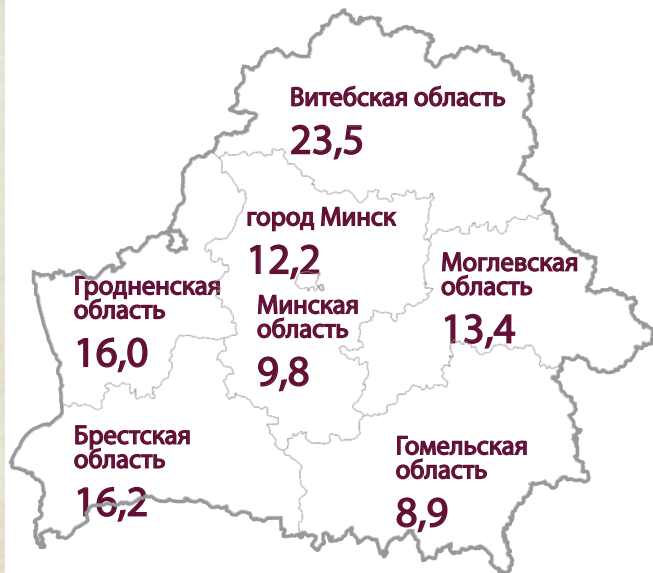 Витебская область
23,5
город Минск
12,2
Моглевская
область
13,4
Гродненская
область
16,0
Минская
область
9,8
Брестская
область
16,2
Гомельская
область
8,9